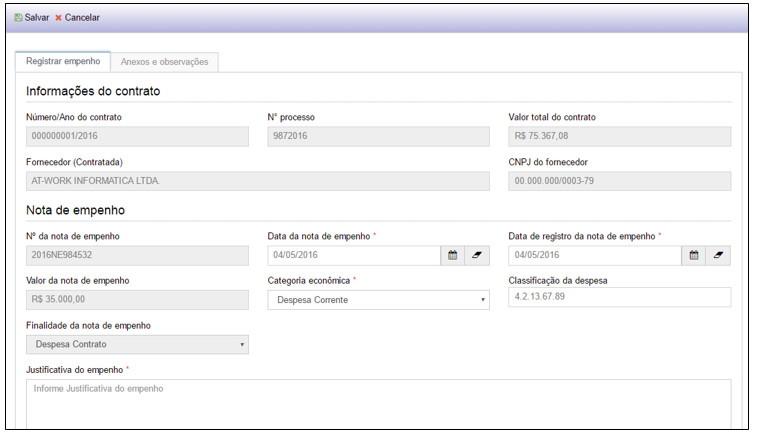 Salvar Cancelar
Registrar empenho Anexos e observações
Informações do contrato
Número/Ano do contrato N° processo Valor total do contrato
000000001/2016 9872016 R$ 75.367,08
Fornecedor (Contratada) CNPJ do fornecedor
AT-WORK INFORMATICA LTDA. 00.000.000/0003-79
Nota de empenho
Nº da nota de empenho Data da nota de empenho * Data de registro da nota de empenho *
2016NE984532 04/05/2016 04/05/2016
Valor da nota de empenho Categoria econômica * Classificação da despesa
R$ 35.000,00 Despesa Corrente 4.2.13.67.89
Finalidade da nota de empenho
Despesa Contrato
Justificativa do empenho *
Informe Justificativa do empenho